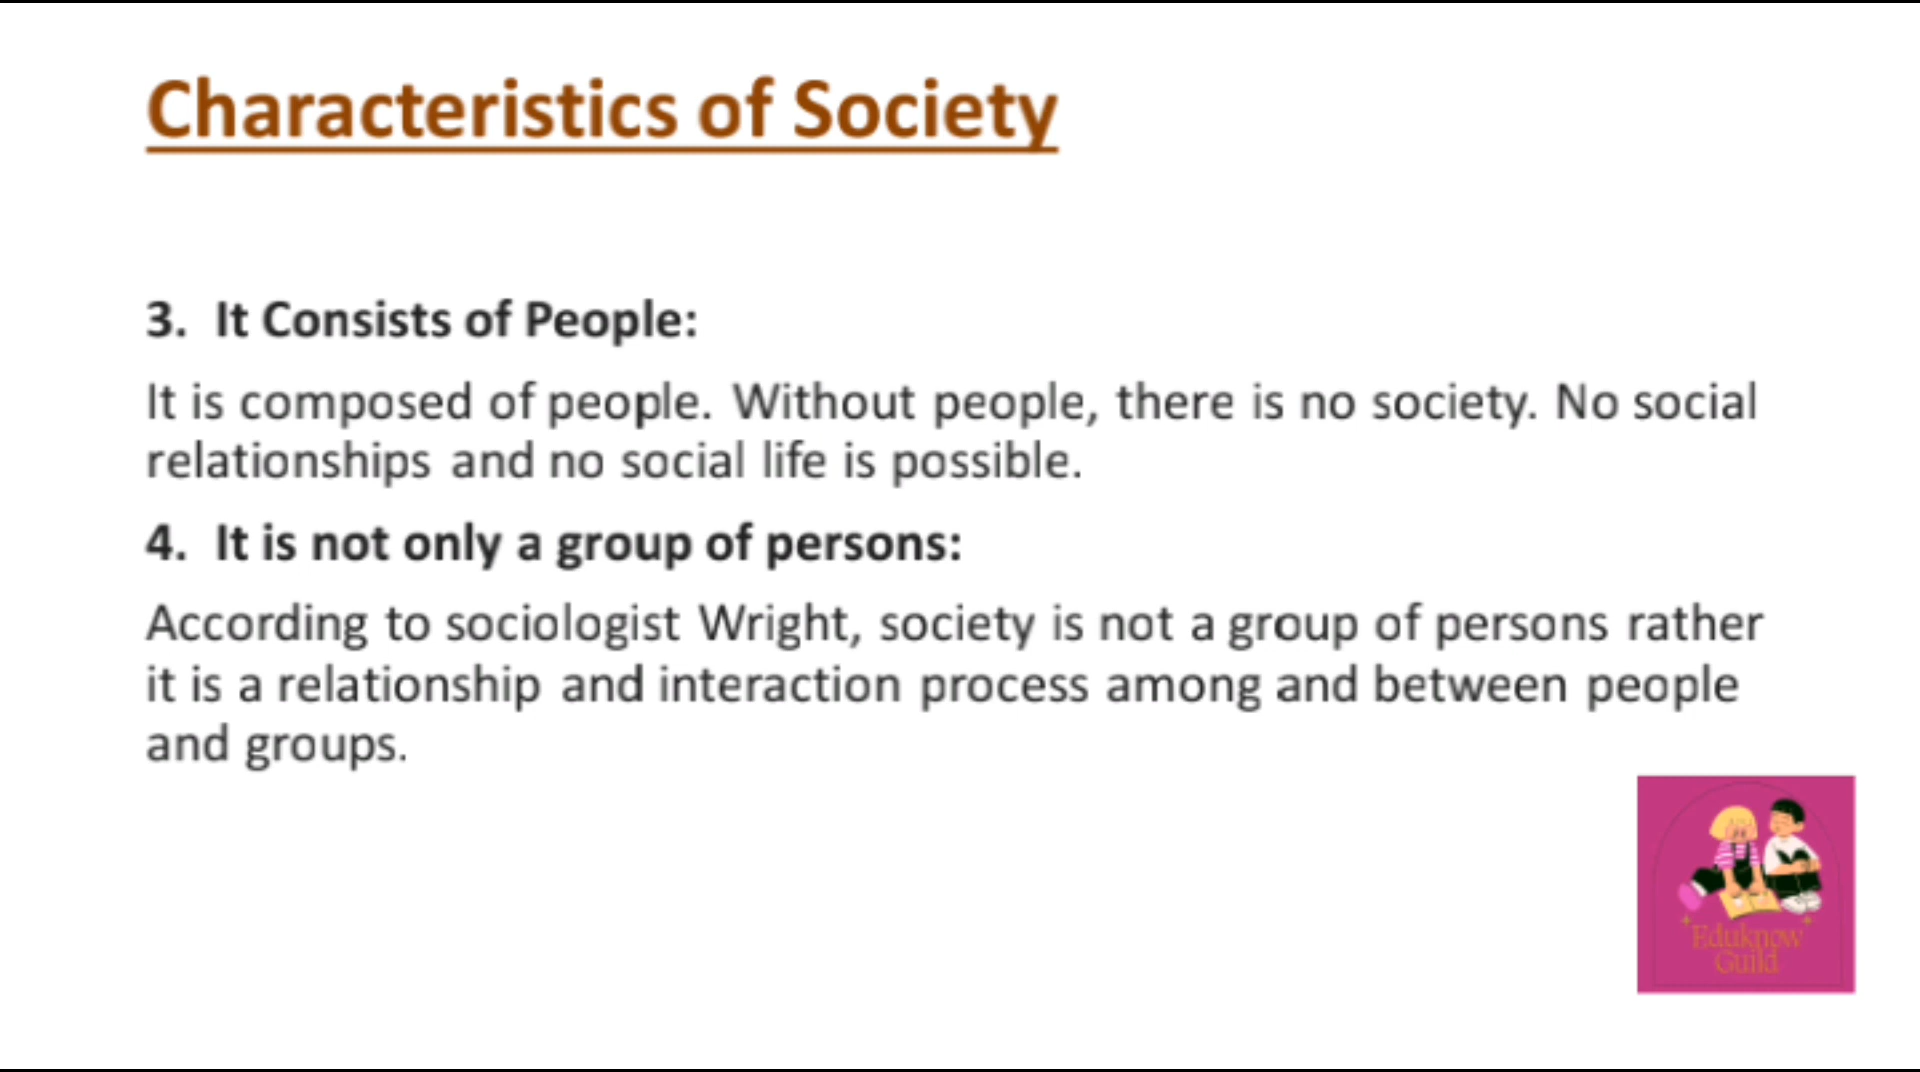 Characteristics of Society
3. It Consists of People:
It is composed of people. Without people, there is no society. No social
relationships and no social life is possible.
4. It is not only a group of persons:
According to sociologist Wright, society is not a group of persons rather
it is a relationship and interaction process among and between people
and groups.
Eduknow
Guild